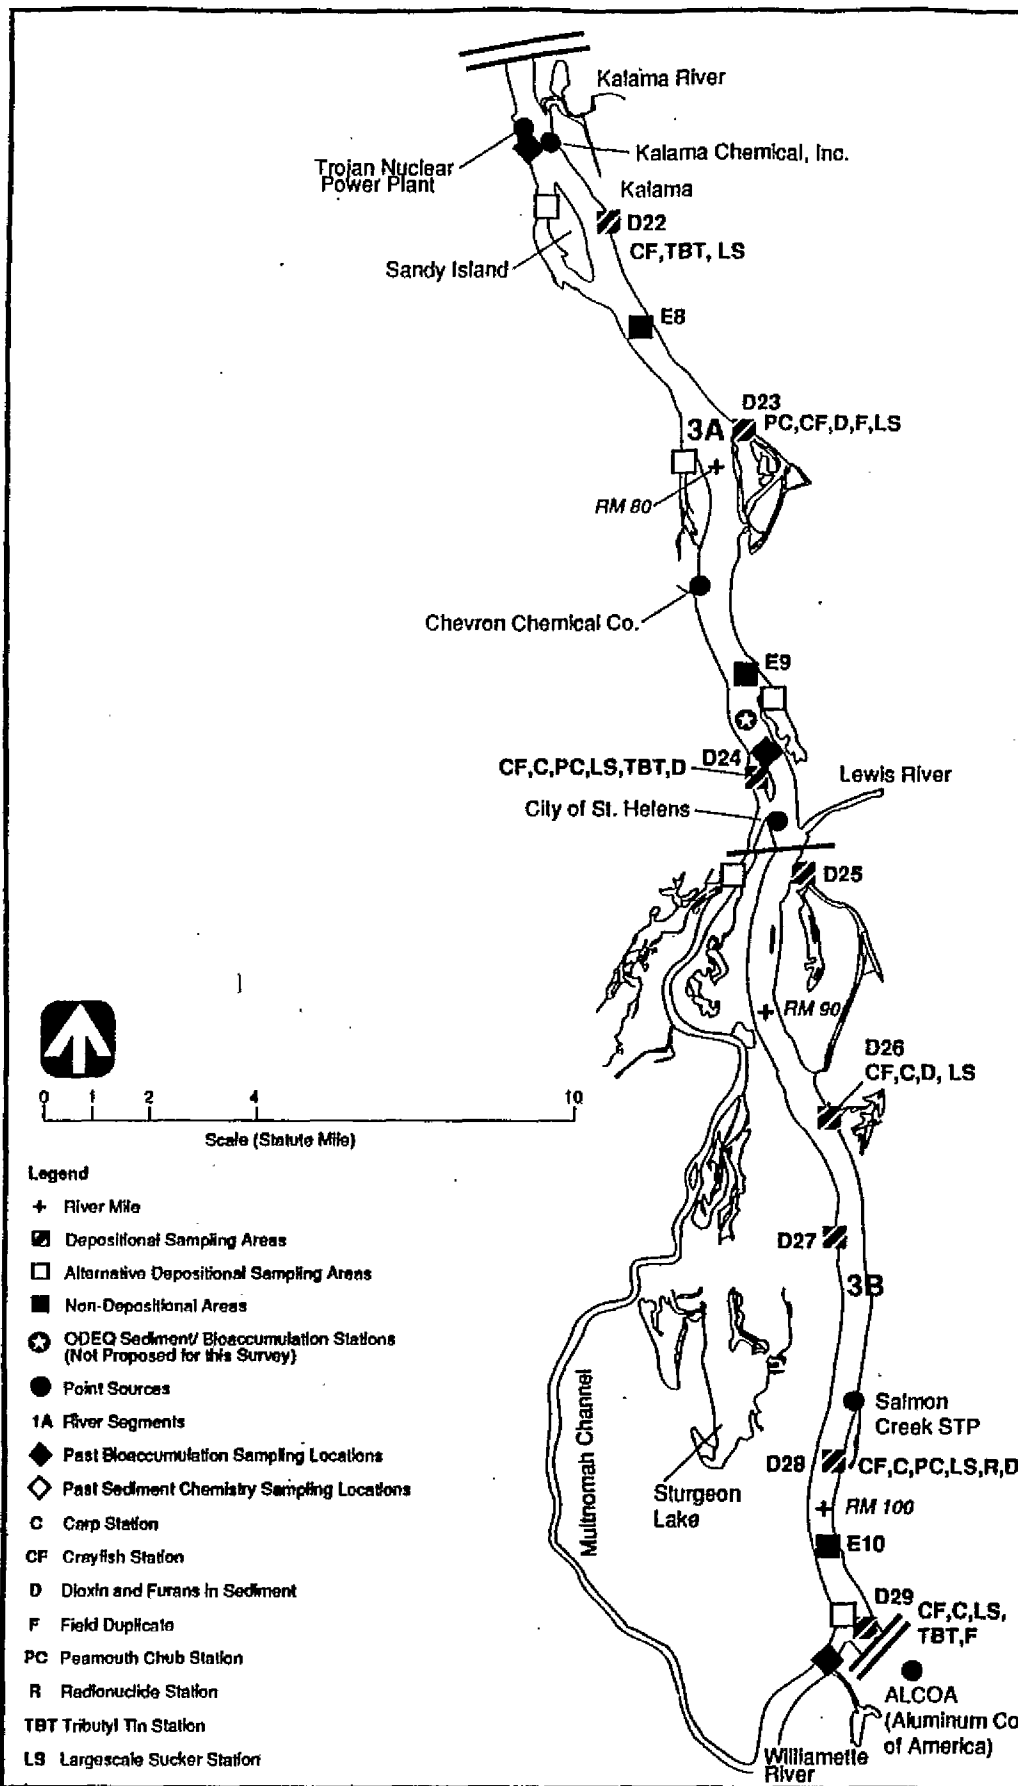 Kalama River
Trojan Nuclear
Power Plant
Kalama Chemical, Inc.
Kalama
D22
CF,TBT, LS
Sandy Island
E8
D23
3A
PC,CF,D,F,LS
RM 80
Chevron Chemical Co.
E9
D24
CF,C,PC,LS,TBT,D
Lewis River
City of St. Helens
D25
RM 90
D26
CF,C,D, LS
0 1 2 4 10
Scale (Statute Mile)
D27
3B
Legend
+ River Mile
Depositional Sampling Areas
Alternative Depositional Sampling Areas
Non-Depositional Areas
ODEQ Sediment/ Bioaccumulation Stations
(Not Proposed for this Survey)
Point Sources
1A River Segments
Past Bioaccumulation Sampling Locations
Past Sediment Chemistry Sampling Locations
C Carp Station
CF Crayfish Station
D Dioxin and Furans in Sediment
F Field Duplicate
PC Peamouth Chub Station
R Radionuclide Station
TBT Tributyl Tin Station
LS Largescale Sucker Station
Multnomah Channel
Sturgeon
Lake
Salmon
Creek STP
D28
CF,C,PC,LS,R,D
RM 100
E10
D29
CF,C,LS,
TBT,F
ALCOA
(Aluminum Co
of America)
Williamette
River